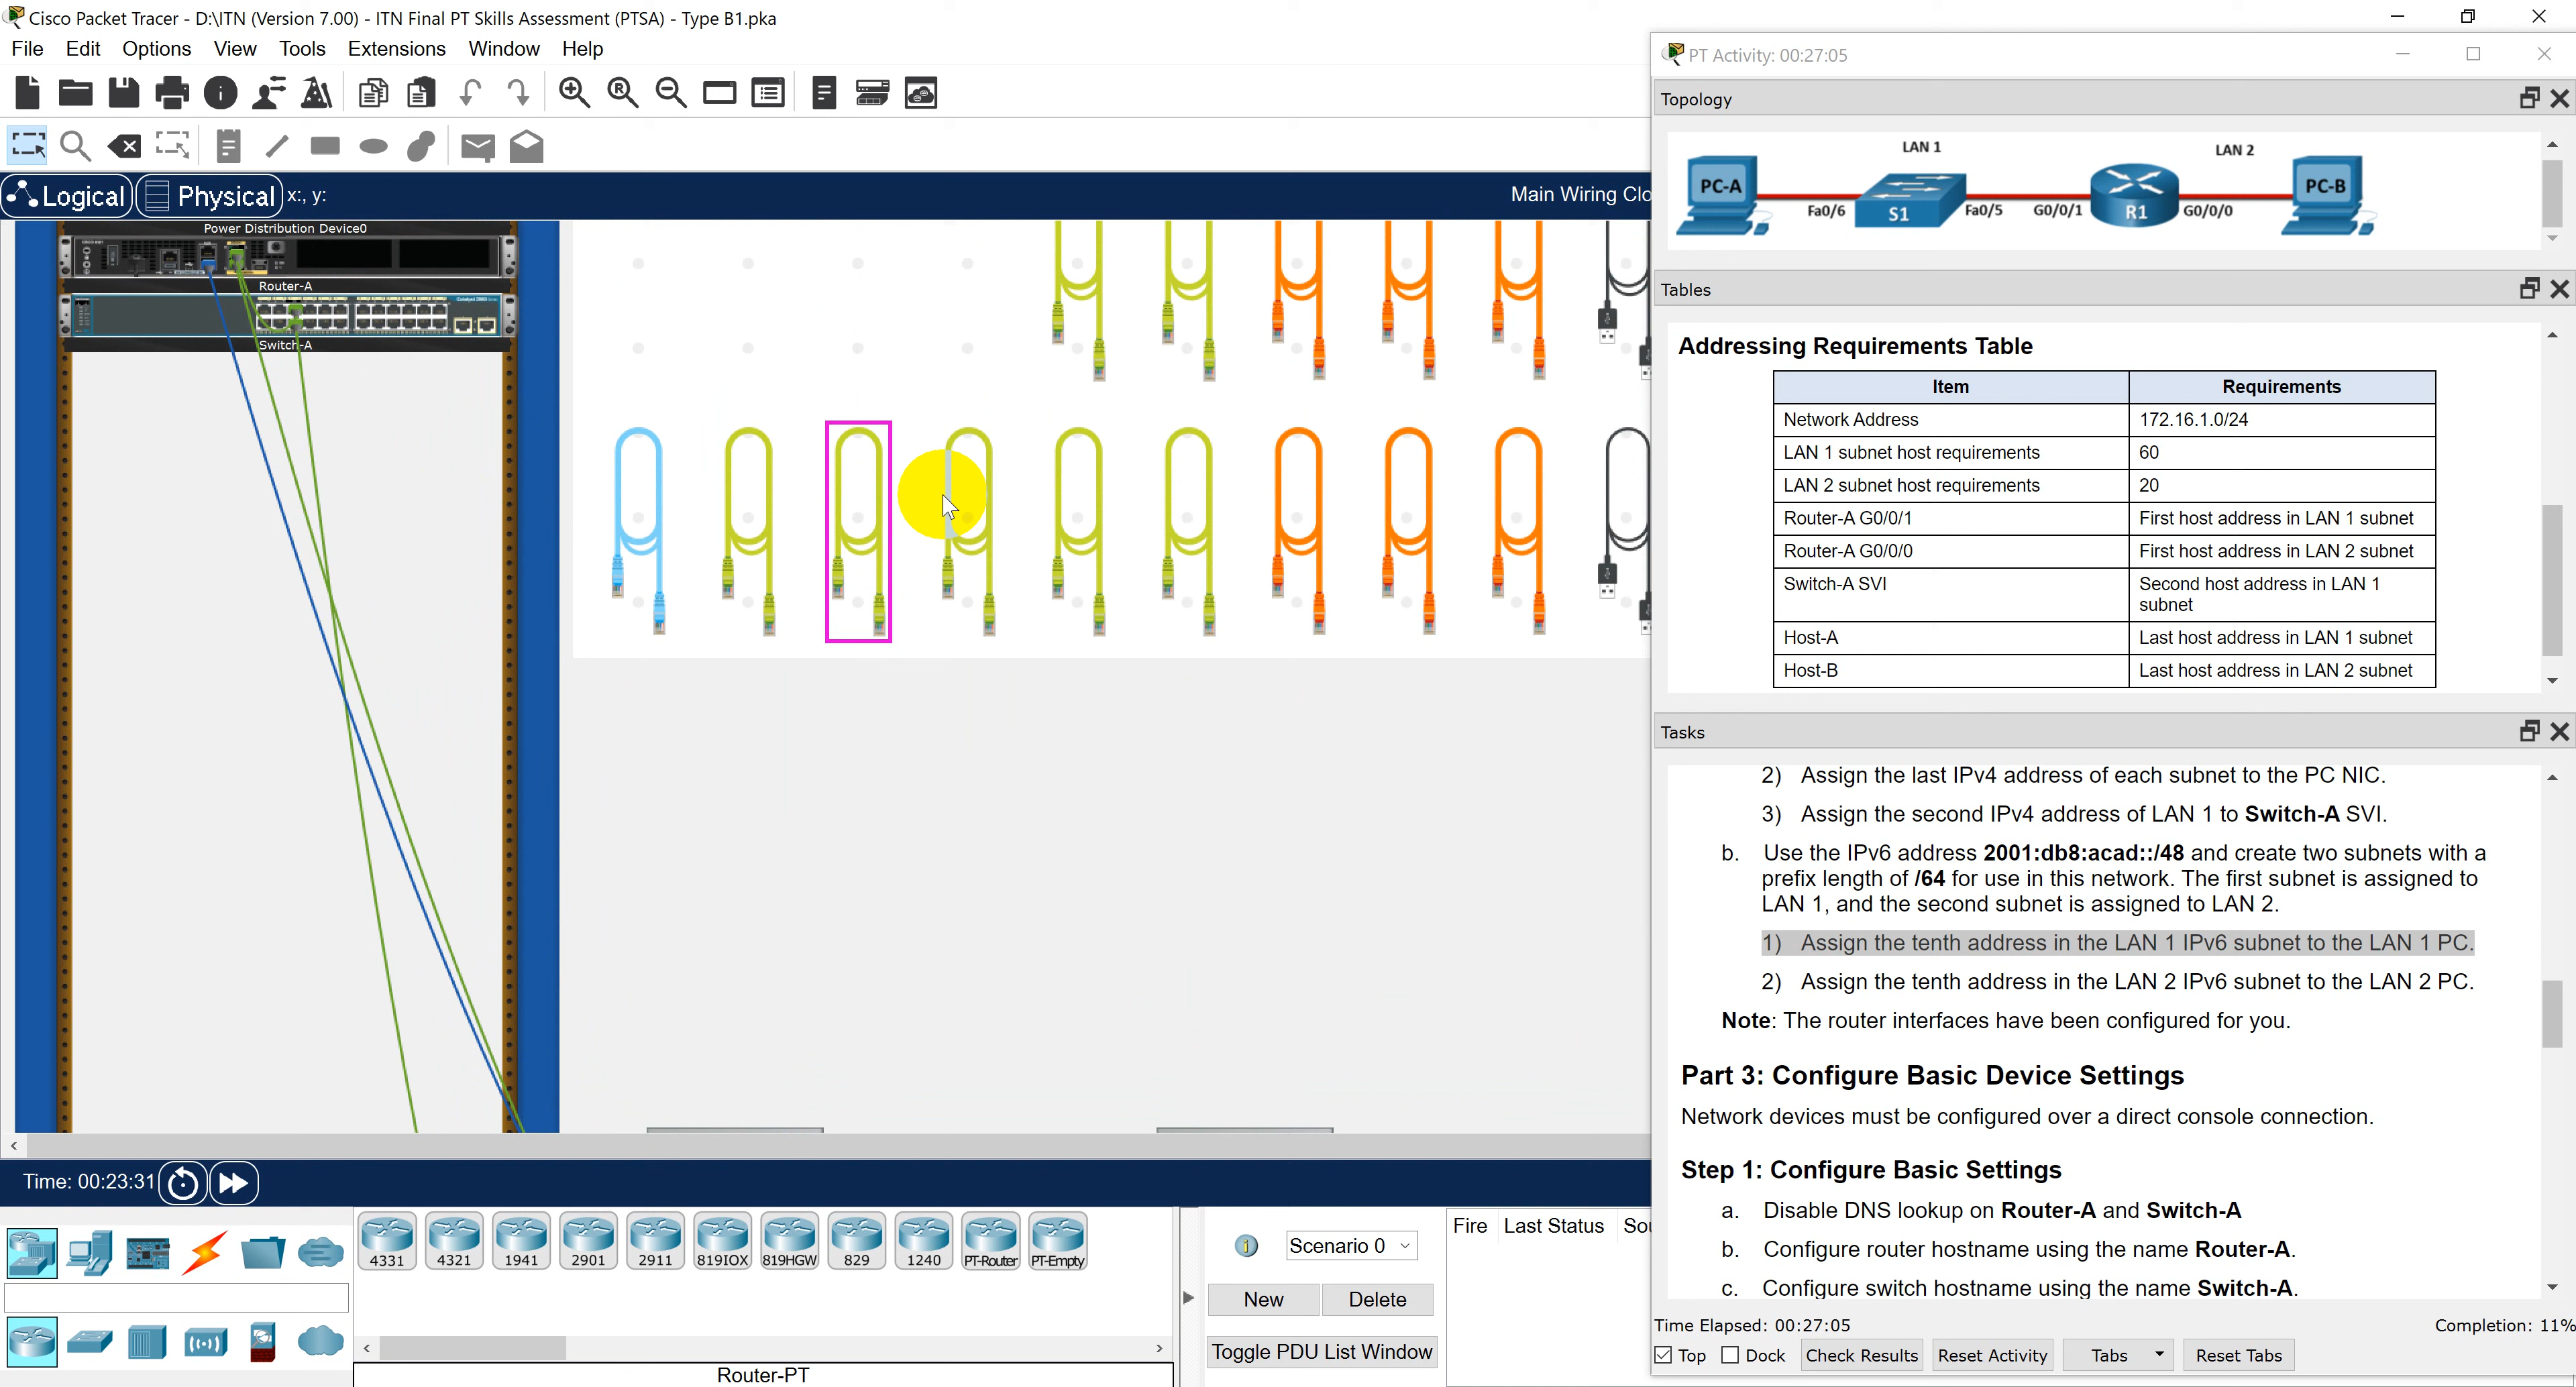 Cisco Packet Tracer - D:\ITN (Version 7.00) - ITN Final PT Skills Assessment (PTSA) - Type B1.pka
File Edit Options View Tools Extensions Window Help
Logical Physical x:, y:
Main Wiring Clo
Power Distribution Device0
Router-A
Switch-A
PT Activity: 00:27:05
Topology
LAN 1
LAN 2
PC-A
Fa0/6
S1
Fa0/5
G0/0/1
R1
G0/0/0
PC-B
Tables
Addressing Requirements Table
Item Requirements
Network Address 172.16.1.0/24
LAN 1 subnet host requirements 60
LAN 2 subnet host requirements 20
Router-A G0/0/1 First host address in LAN 1 subnet
Router-A G0/0/0 First host address in LAN 2 subnet
Switch-A SVI Second host address in LAN 1
subnet
Host-A Last host address in LAN 1 subnet
Host-B Last host address in LAN 2 subnet
Tasks
2) Assign the last IPv4 address of each subnet to the PC NIC.
3) Assign the second IPv4 address of LAN 1 to Switch-A SVI.
b. Use the IPv6 address 2001:db8:acad::/48 and create two subnets with a
prefix length of /64 for use in this network. The first subnet is assigned to
LAN 1, and the second subnet is assigned to LAN 2.
1) Assign the tenth address in the LAN 1 IPv6 subnet to the LAN 1 PC.
2) Assign the tenth address in the LAN 2 IPv6 subnet to the LAN 2 PC.
Note: The router interfaces have been configured for you.
Part 3: Configure Basic Device Settings
Network devices must be configured over a direct console connection.
Step 1: Configure Basic Settings
a. Disable DNS lookup on Router-A and Switch-A
b. Configure router hostname using the name Router-A.
c. Configure switch hostname using the name Switch-A.
Time Elapsed: 00:27:05
Completion: 11%
Top Dock Check Results Reset Activity Tabs Reset Tabs
Time: 00:23:31
4331 4321 1941 2901 2911 819IOX 819HGW 829 1240 PT-Router PT-Empty
Router-PT
Scenario 0
New Delete
Toggle PDU List Window
Fire Last Status Sou